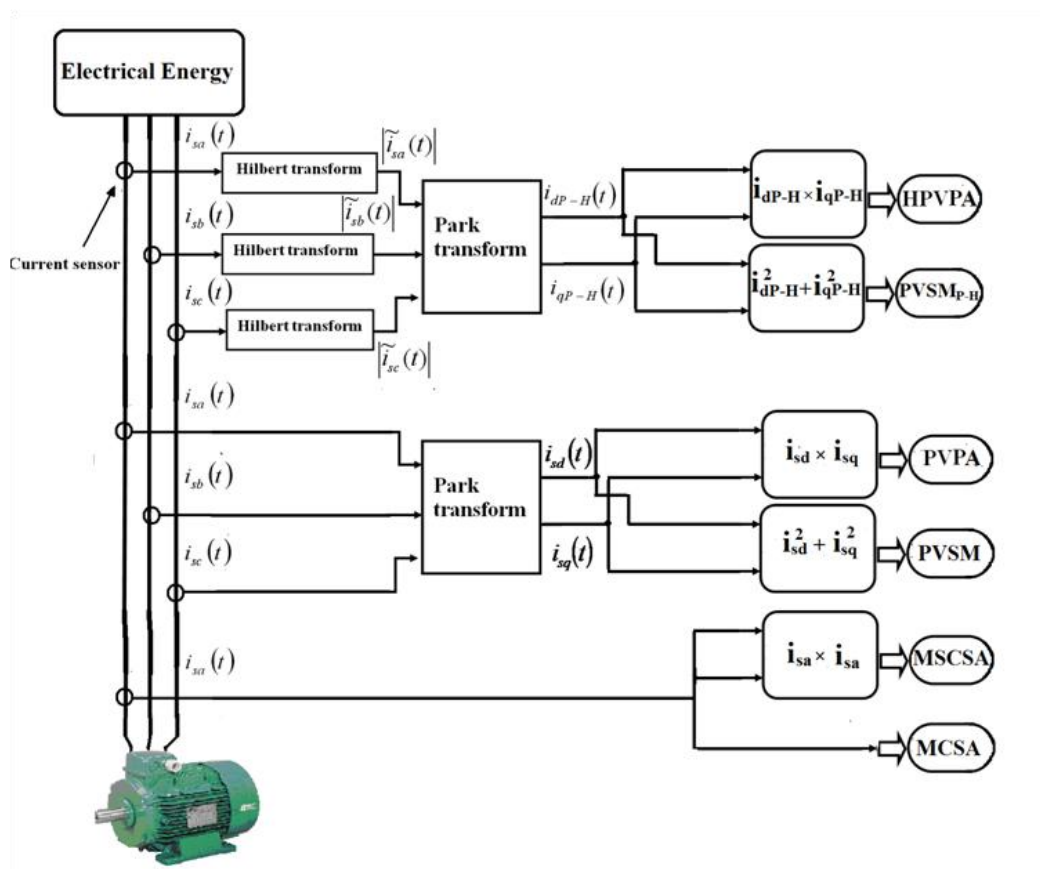 Electrical Energy
i_sa(t)
Hilbert transform
|ĩ_sa(t)|
i_sb(t)
Hilbert transform
|ĩ_sb(t)|
i_sc(t)
Hilbert transform
|ĩ_sc(t)|
Current sensor
Park
transform
i_dP-H(t)
i_qP-H(t)
i_dP-H × i_qP-H
HPVPA
i²_dP-H + i²_qP-H
PVSM_P-H
i_sa(t)
i_sb(t)
i_sc(t)
Park
transform
i_sd(t)
i_sq(t)
i_sd × i_sq
PVPA
i²_sd + i²_sq
PVSM
i_sa(t)
i_sa × i_sa
MSCSA
MCSA